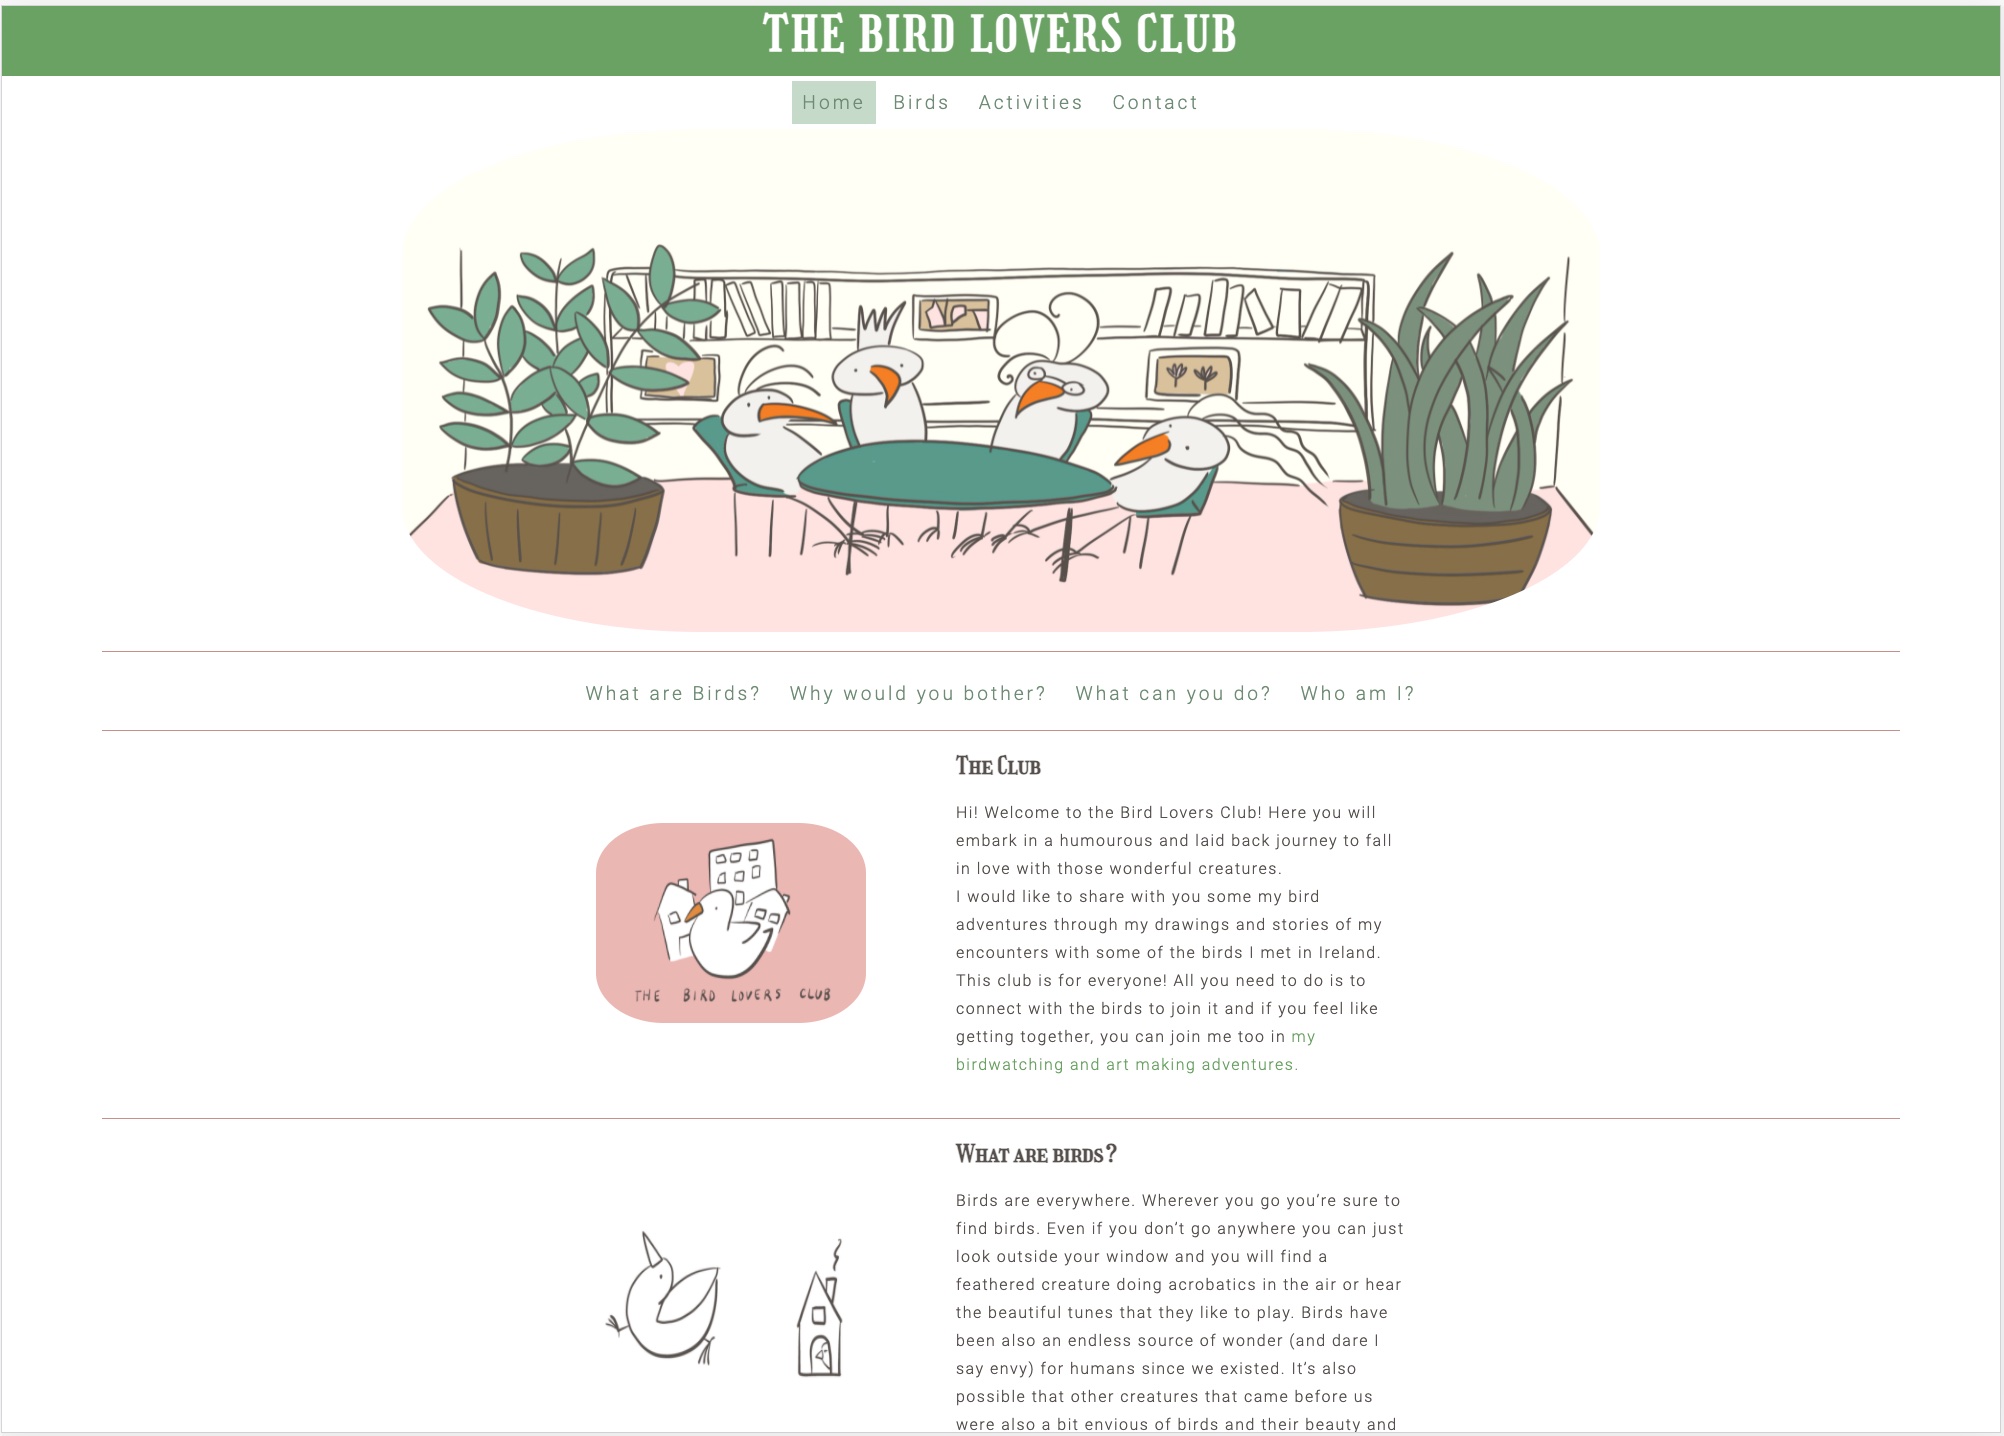 THE BIRD LOVERS CLUB
Home Birds Activities Contact
What are Birds? Why would you bother? What can you do? Who am I?
The Club
Hi! Welcome to the Bird Lovers Club! Here you will
embark in a humourous and laid back journey to fall
in love with those wonderful creatures.
I would like to share with you some my bird
adventures through my drawings and stories of my
encounters with some of the birds I met in Ireland.
This club is for everyone! All you need to do is to
connect with the birds to join it and if you feel like
getting together, you can join me too in my
birdwatching and art making adventures.
THE BIRD LOVERS CLUB
What are birds?
Birds are everywhere. Wherever you go you’re sure to
find birds. Even if you don’t go anywhere you can just
look outside your window and you will find a
feathered creature doing acrobatics in the air or hear
the beautiful tunes that they like to play. Birds have
been also an endless source of wonder (and dare I
say envy) for humans since we existed. It’s also
possible that other creatures that came before us
were also a bit envious of birds and their beauty and